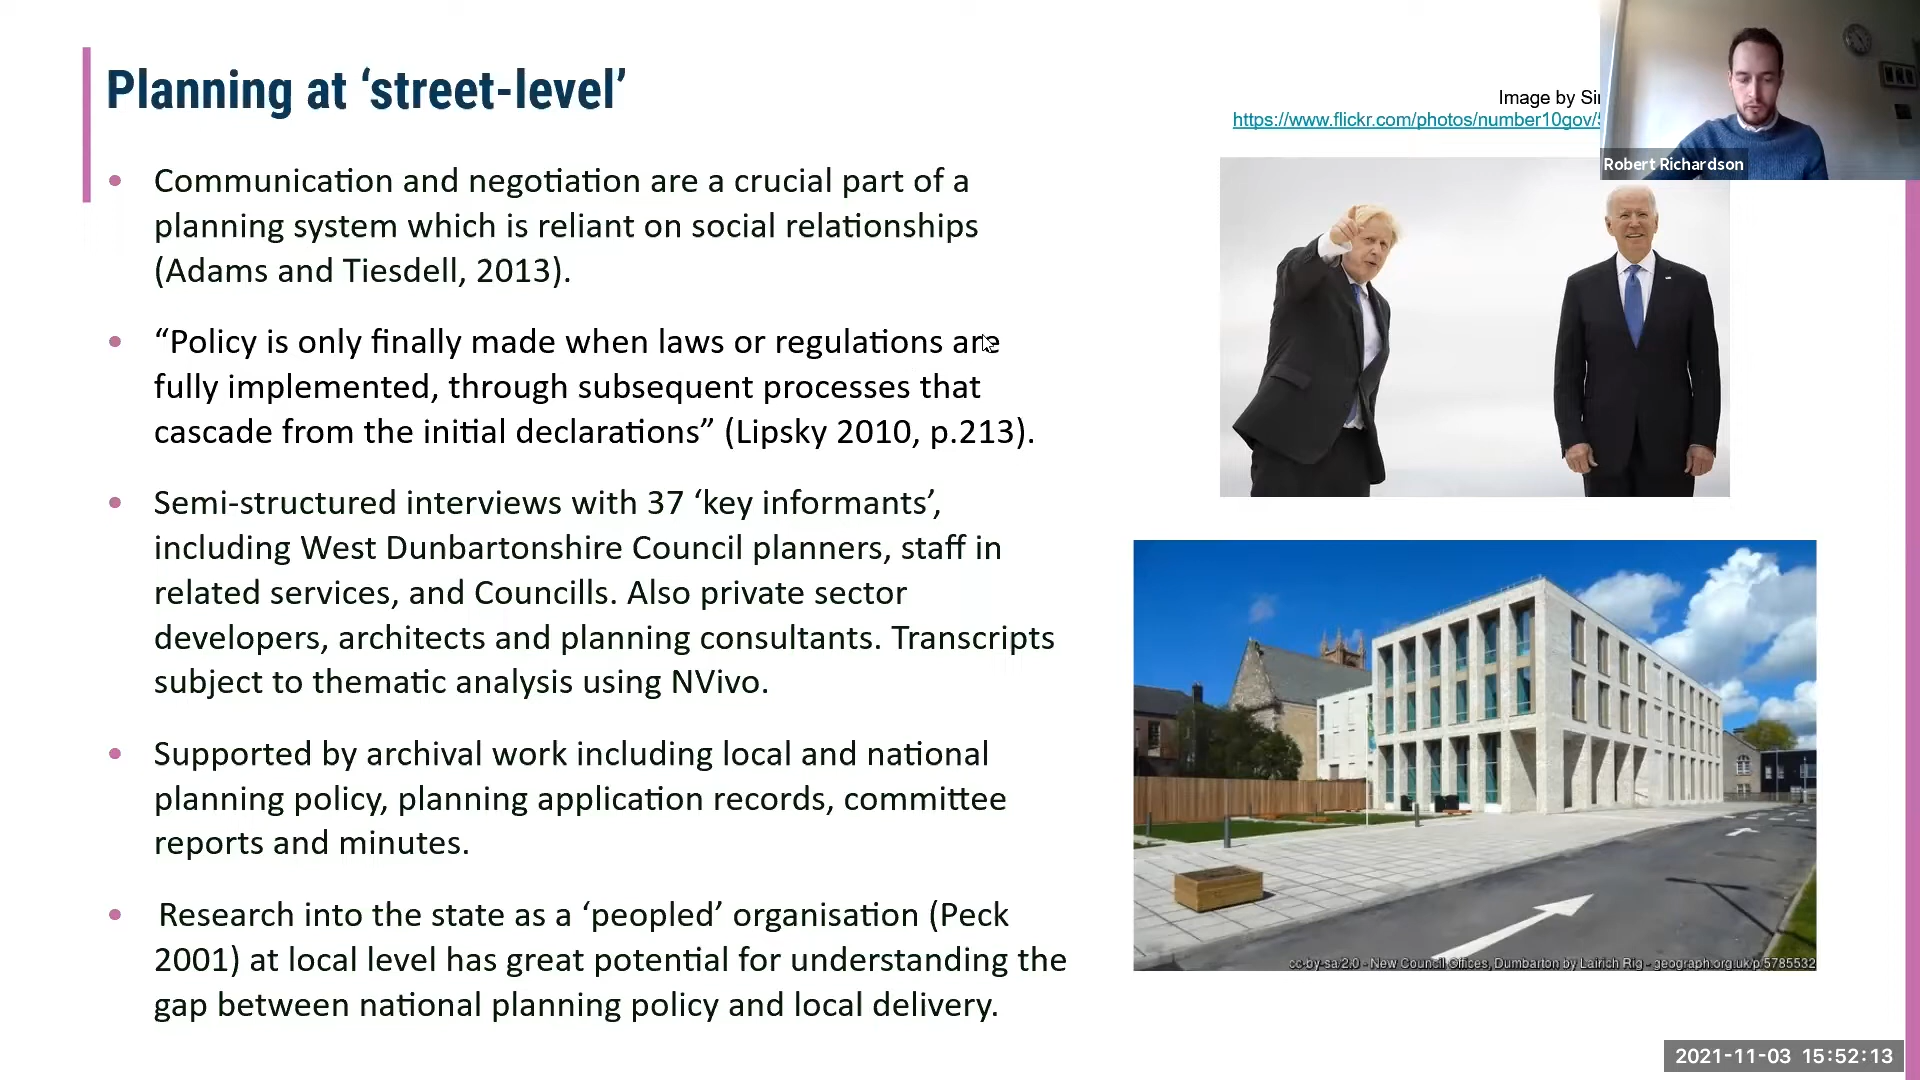 Planning at ‘street-level’
Image by
https://www.flickr.com/photos/number10gov/
Robert Richardson
• Communication and negotiation are a crucial part of a
planning system which is reliant on social relationships
(Adams and Tiesdell, 2013).
• “Policy is only finally made when laws or regulations are
fully implemented, through subsequent processes that
cascade from the initial declarations” (Lipsky 2010, p.213).
• Semi-structured interviews with 37 ‘key informants’,
including West Dunbartonshire Council planners, staff in
related services, and Councills. Also private sector
developers, architects and planning consultants. Transcripts
subject to thematic analysis using NVivo.
• Supported by archival work including local and national
planning policy, planning application records, committee
reports and minutes.
• Research into the state as a ‘peopled’ organisation (Peck
2001) at local level has great potential for understanding the
gap between national planning policy and local delivery.
cc-by-sa/2.0 - New Council Offices, Dumbarton by Lairich Rig - geograph.org.uk/p/5785532
2021-11-03 15:52:13